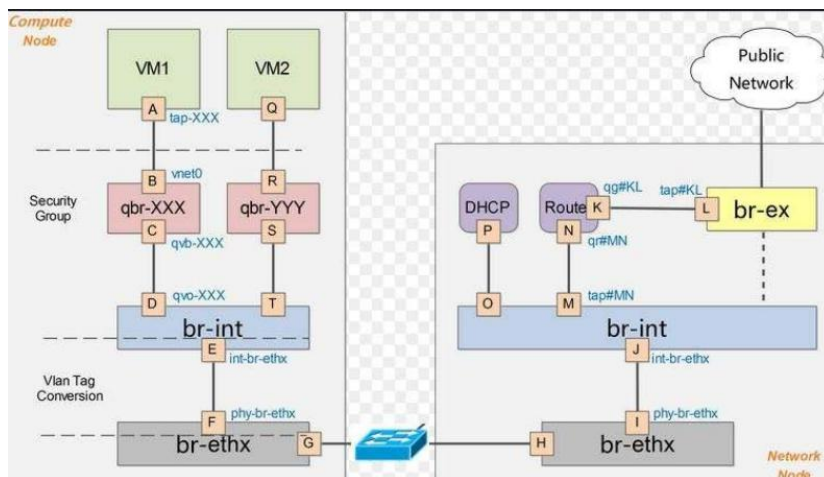 Compute
Node
VM1
VM2
A
Q
tap-XXX
B
vnet0
R
Security
Group
qbr-XXX
qbr-YYY
C
qvb-XXX
S
D
qvo-XXX
T
br-int
E
int-br-ethx
Vlan Tag
Conversion
F
phy-br-ethx
br-ethx
G
Public
Network
DHCP
Route
K
qg#KL
tap#KL
L
br-ex
P
N
qr#MN
O
M
tap#MN
br-int
J
int-br-ethx
I
phy-br-ethx
H
br-ethx
Network
Node